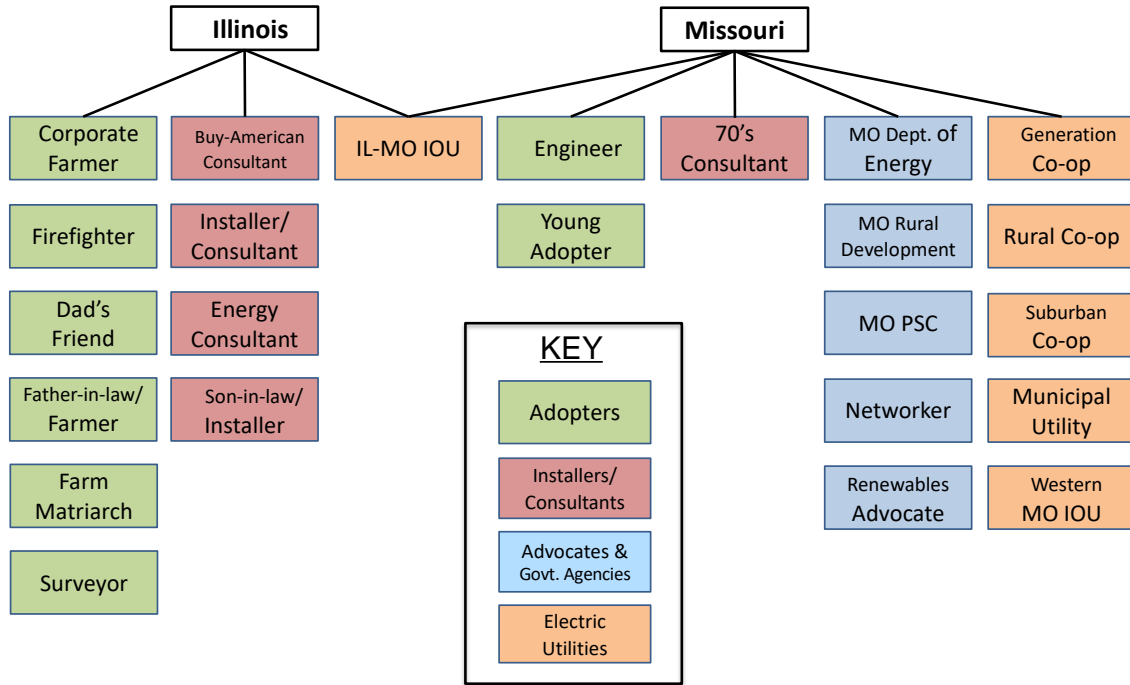 Illinois
Missouri
Corporate
Farmer
Buy-American
Consultant
IL-MO IOU
Engineer
70's
Consultant
MO Dept. of
Energy
Generation
Co-op
Firefighter
Installer/
Consultant
Young
Adopter
MO Rural
Development
Rural Co-op
Dad’s
Friend
Energy
Consultant
MO PSC
Suburban
Co-op
Father-in-law/
Farmer
Son-in-law/
Installer
Networker
Municipal
Utility
Farm
Matriarch
Renewables
Advocate
Western
MO IOU
Surveyor
KEY
Adopters
Installers/
Consultants
Advocates &
Govt. Agencies
Electric
Utilities